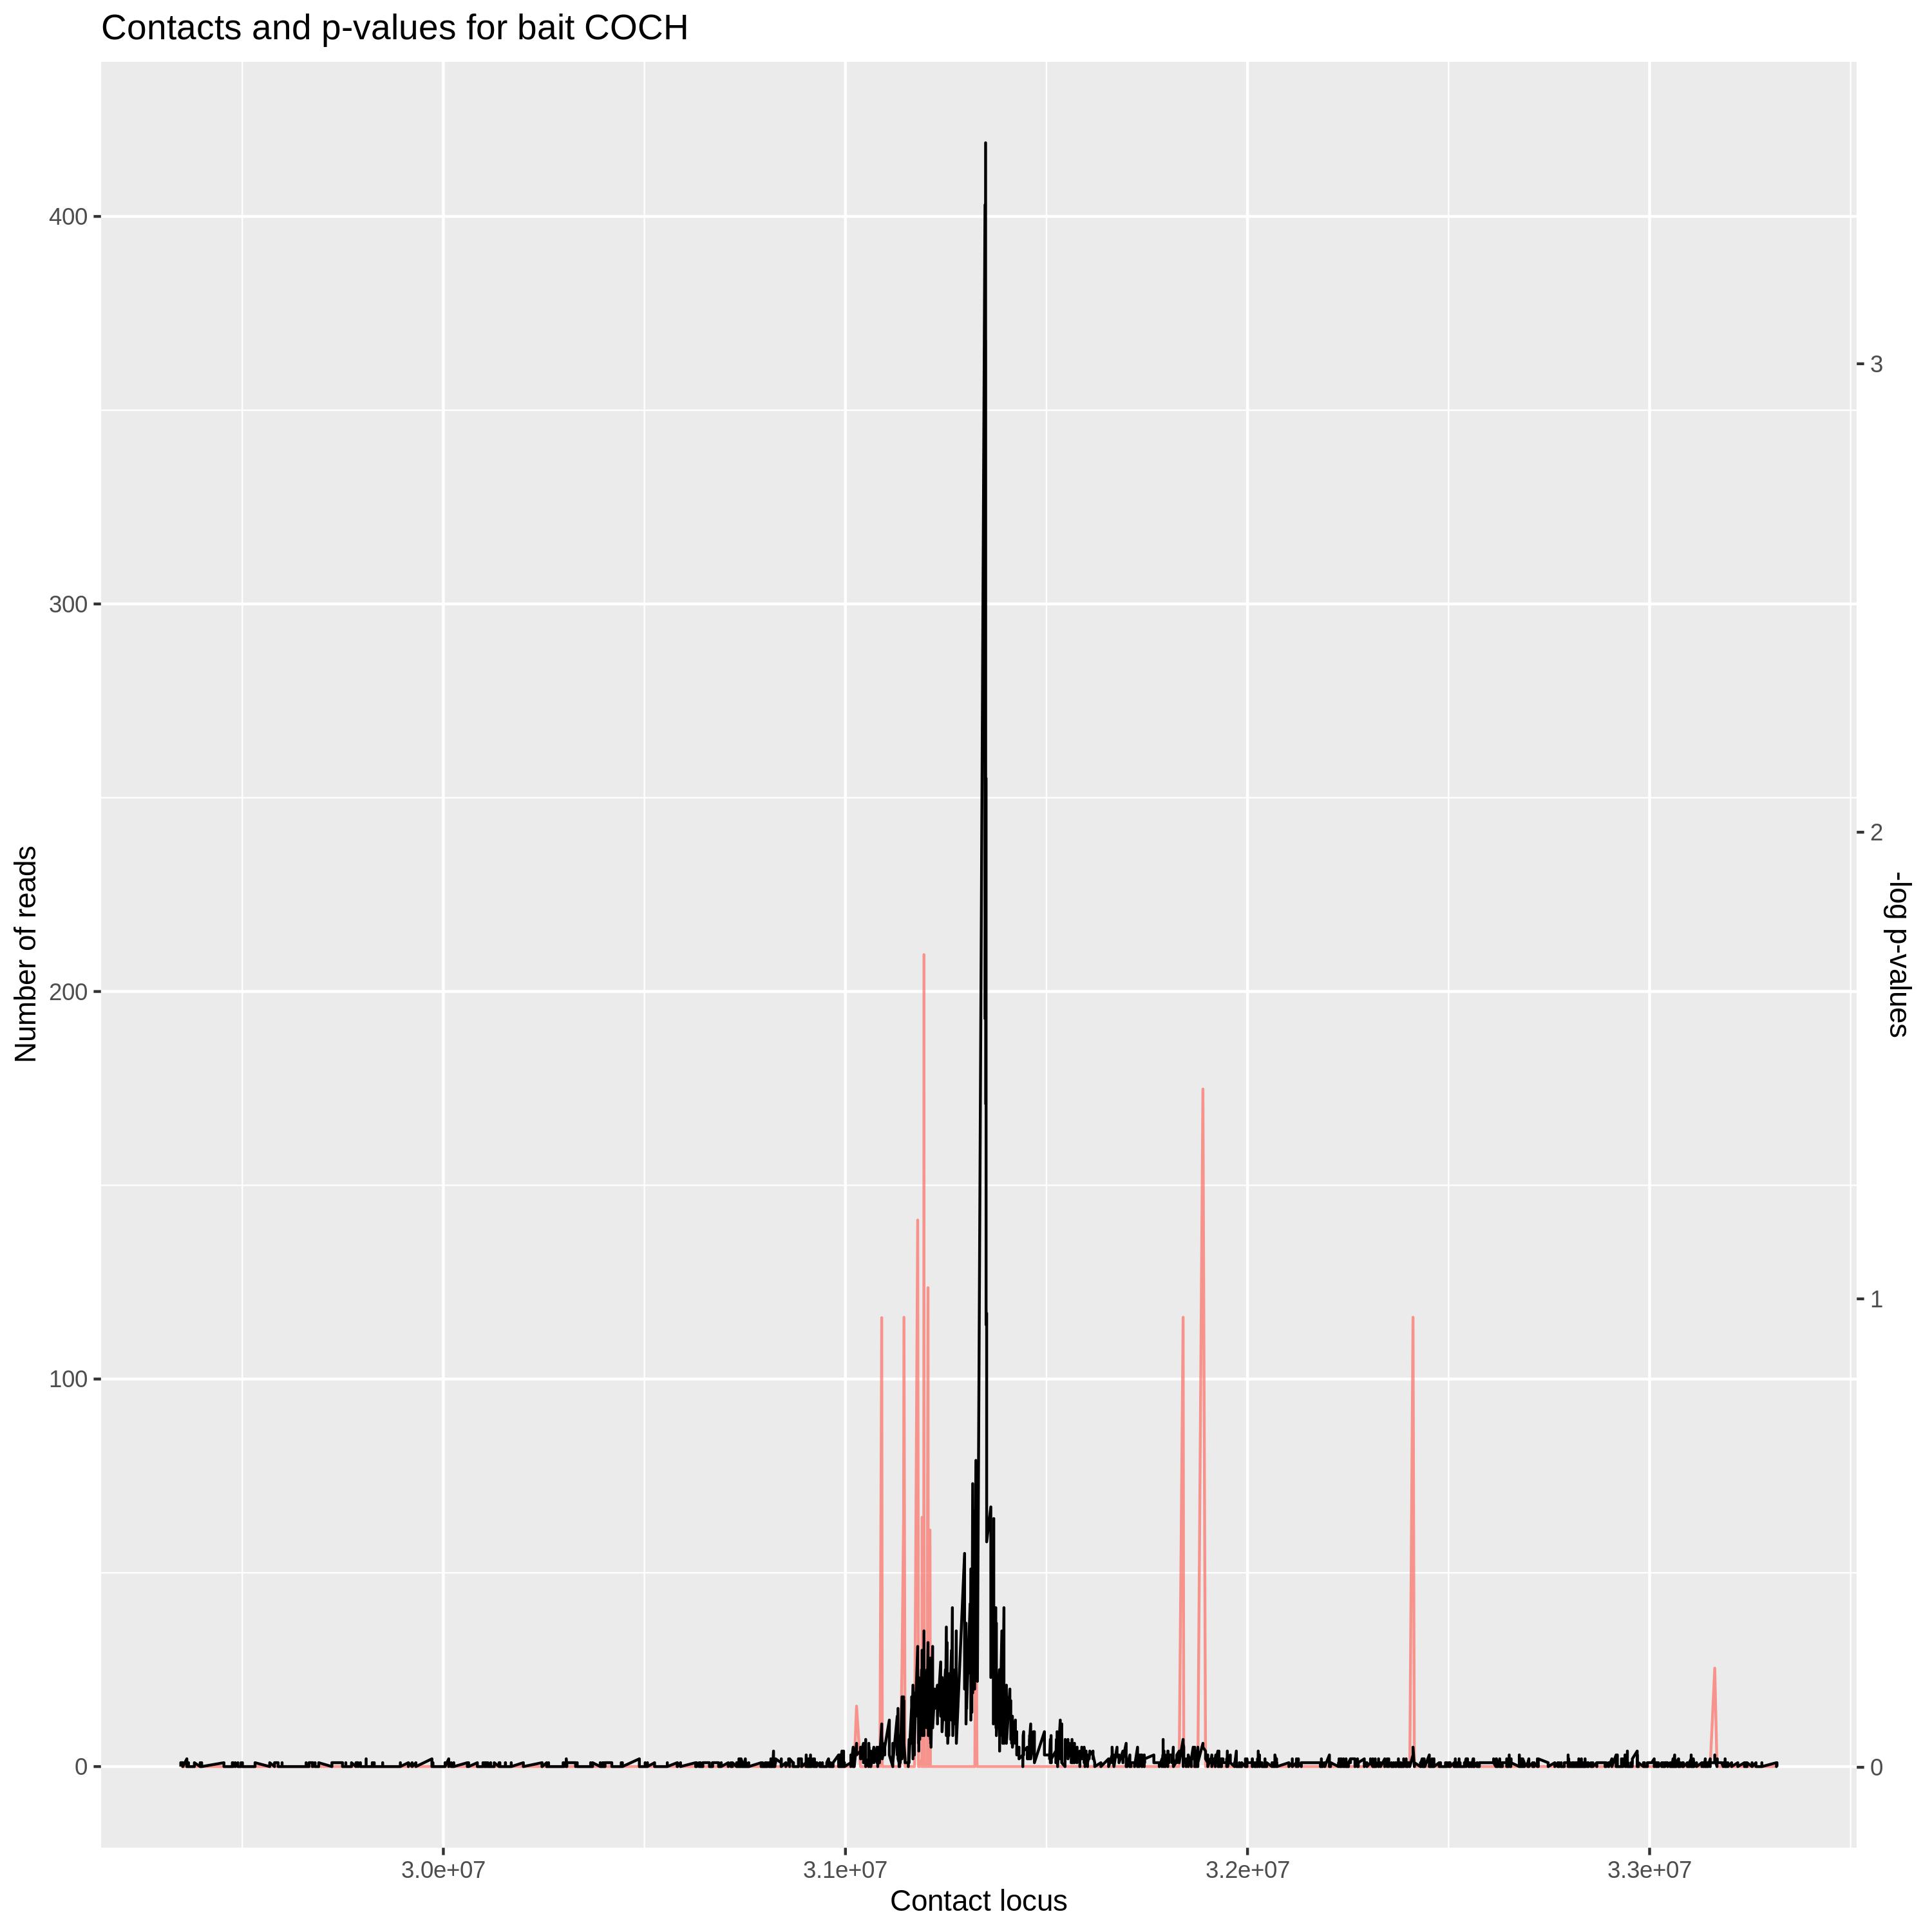 Contacts and p-values for bait COCH
Number of reads
400
300
200
100
0
3
2
1
0
-log p-values
3.0e+07
3.1e+07
3.2e+07
3.3e+07
Contact locus